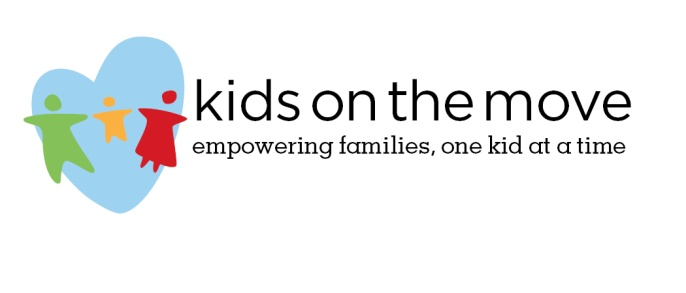 kids on the move
empowering families, one kid at a time